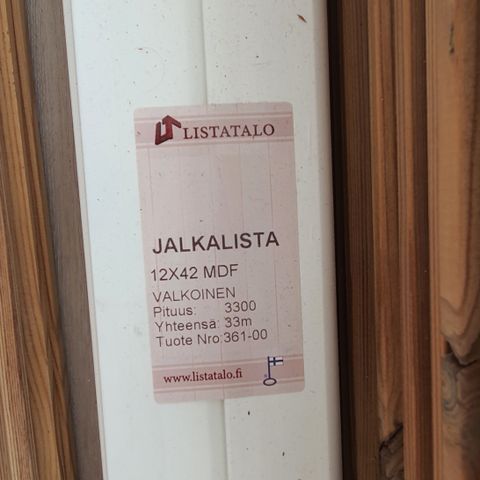 LISTATALO
JALKALISTA
12X42 MDF
VALKOINEN
Pituus: 3300
Yhteensä: 33m
Tuote Nro:361-00
www.listatalo.fi